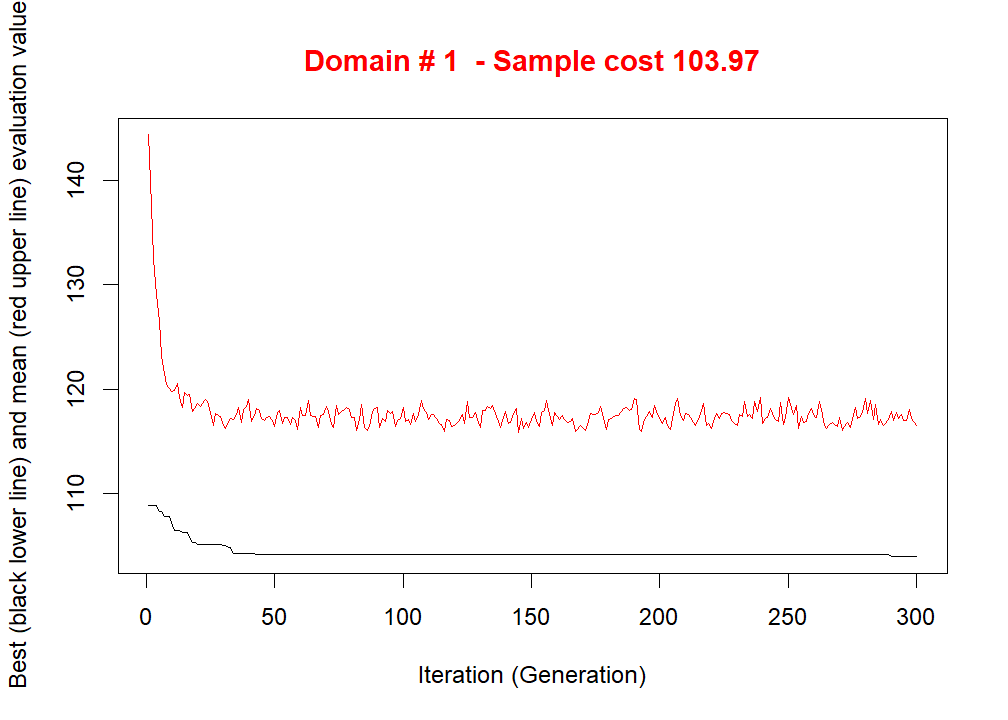 Domain # 1  - Sample cost 103.97
Best (black lower line) and mean (red upper line) evaluation value
140
130
120
110
0 50 100 150 200 250 300
Iteration (Generation)